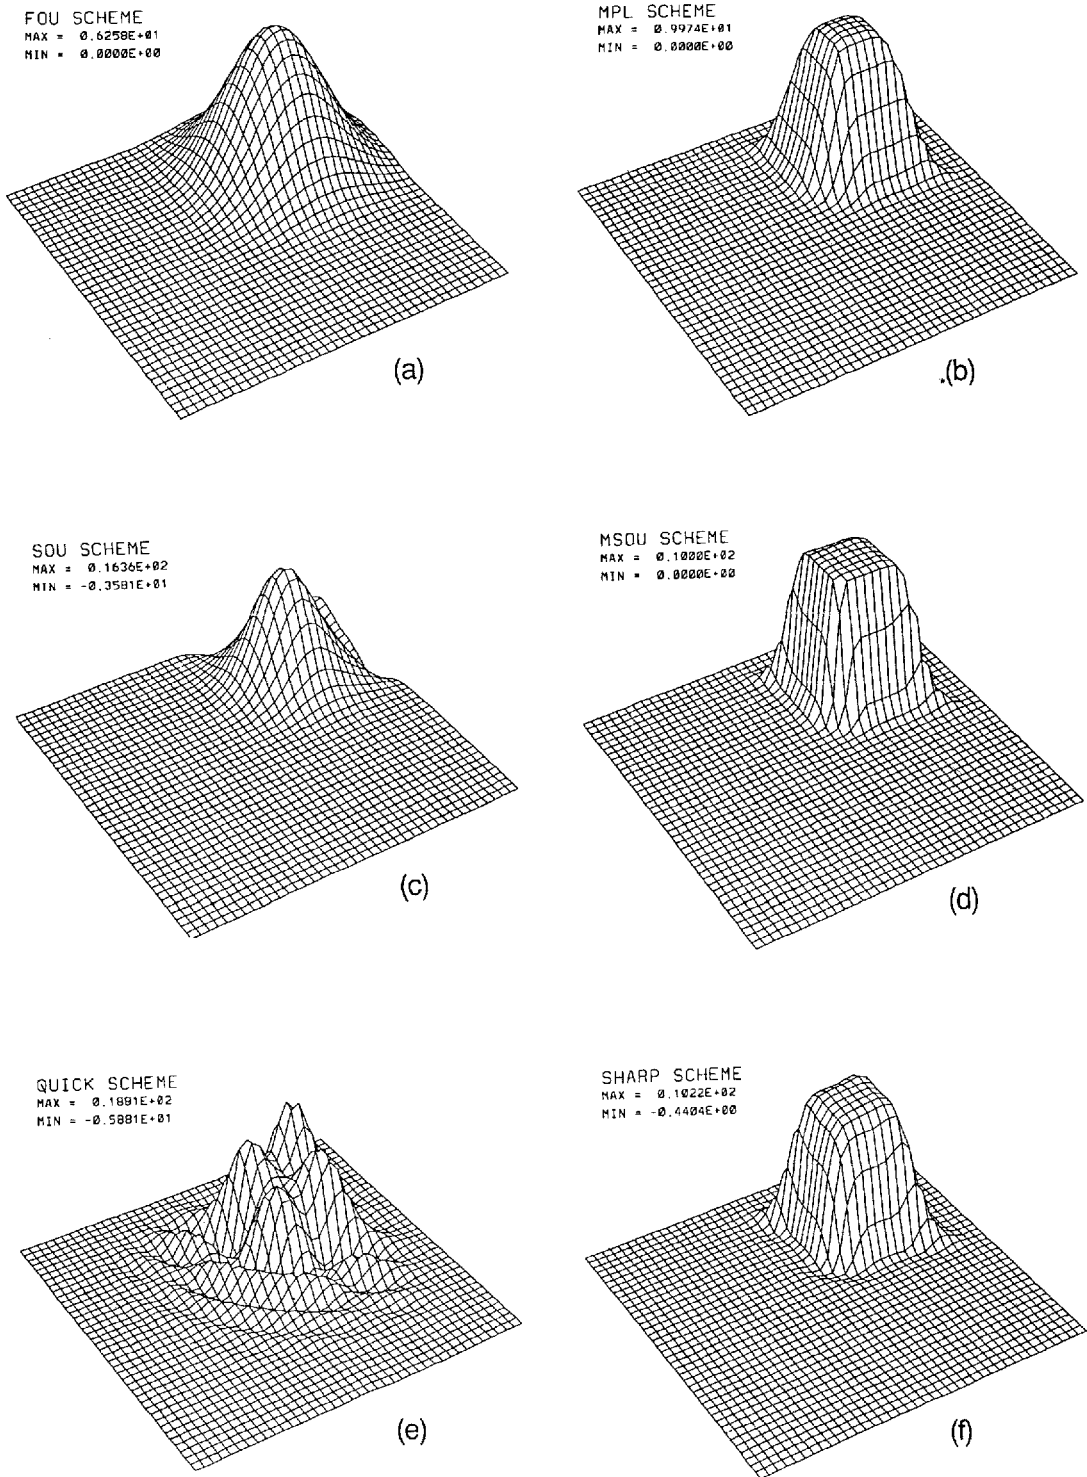 FOU SCHEME
MAX = 0.6258E+01
MIN = 0.0000E+00
(a)
MPL SCHEME
MAX = 0.9974E+01
MIN = 0.0000E+00
(b)
SOU SCHEME
MAX = 0.1636E+02
MIN = -0.3581E+01
(c)
MSOU SCHEME
MAX = 0.1000E+02
MIN = 0.0000E+00
(d)
QUICK SCHEME
MAX = 0.1891E+02
MIN = -0.5881E+01
(e)
SHARP SCHEME
MAX = 0.1022E+02
MIN = -0.4404E+00
(f)